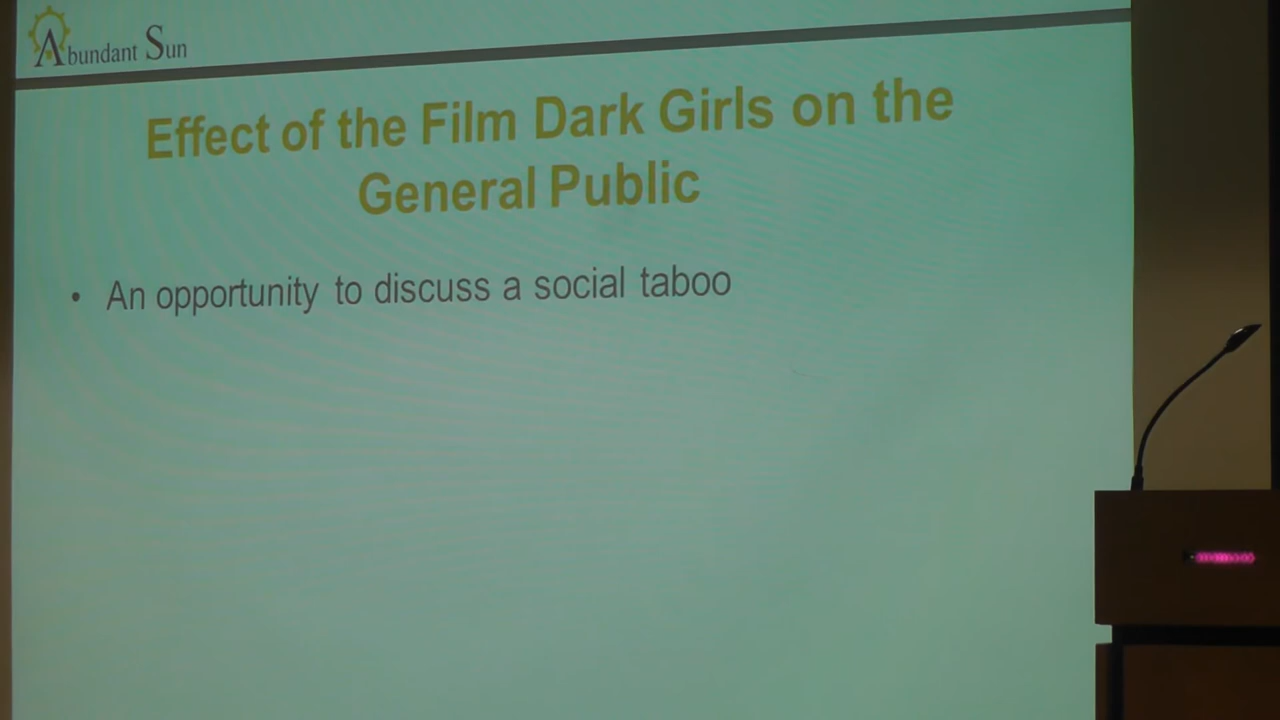 Abundant Sun
Effect of the Film Dark Girls on the
General Public
• An opportunity to discuss a social taboo